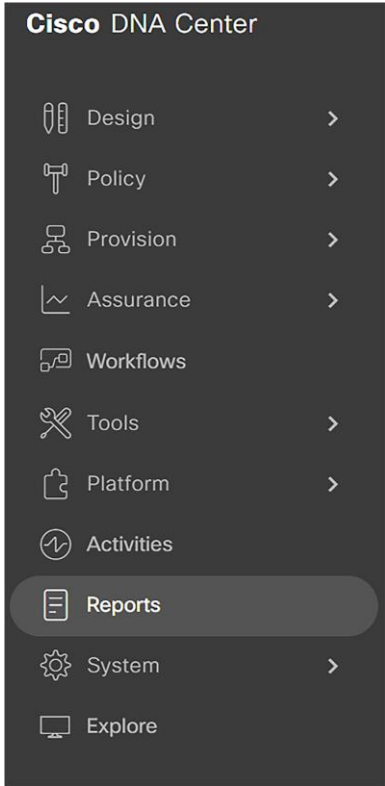 Cisco DNA Center
Design
Policy
Provision
Assurance
Workflows
Tools
Platform
Activities
Reports
System
Explore